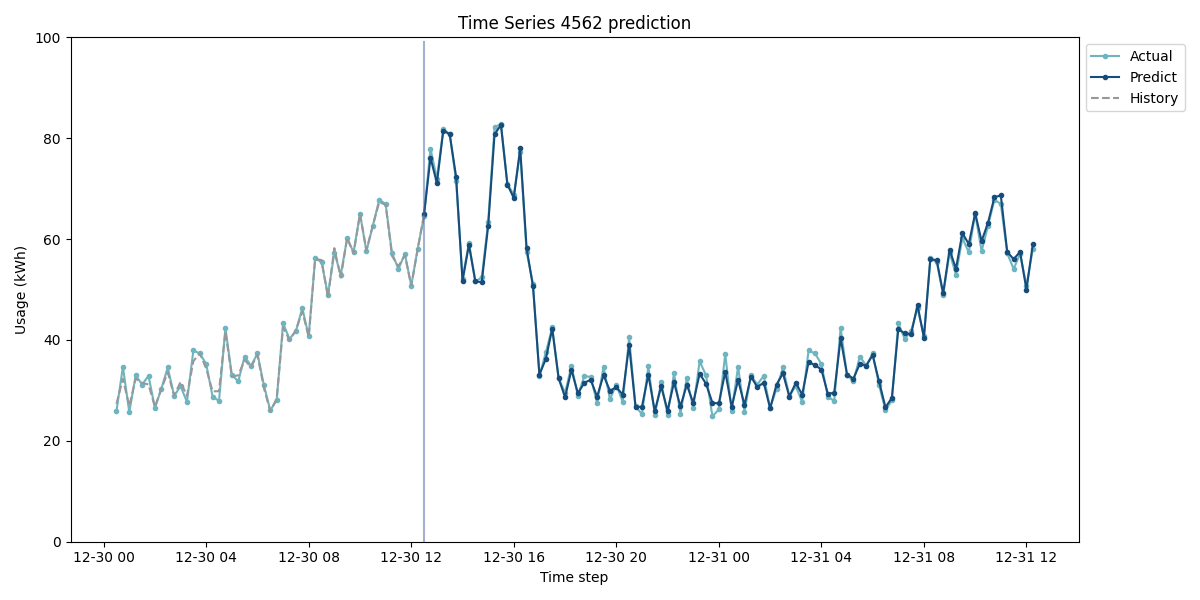 Time Series 4562 prediction
Actual
Predict
History
Usage (kWh)
100
80
60
40
20
0
12-30 00
12-30 04
12-30 08
12-30 12
12-30 16
12-30 20
12-31 00
12-31 04
12-31 08
12-31 12
Time step